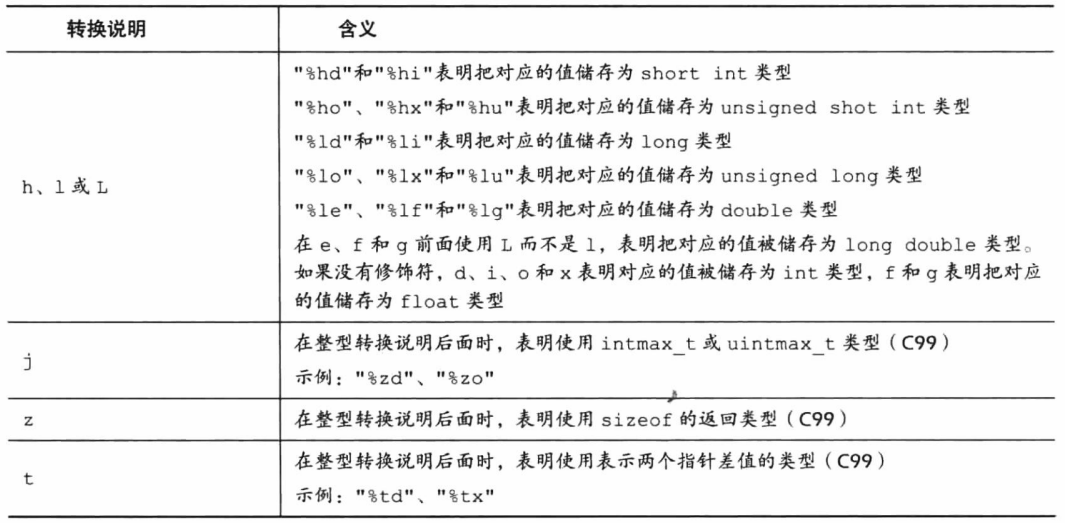 转换说明 含义
"%hd"和"%hi"表明把对应的值储存为 short int 类型
"%ho"、"%hx"和"%hu"表明把对应的值储存为 unsigned shot int 类型
"%ld"和"%li"表明把对应的值储存为 long 类型
"%lo"、"%lx"和"%lu"表明把对应的值储存为 unsigned long 类型
h、l 或 L
"%le"、"%lf"和"%lg"表明把对应的值储存为 double 类型
在 e、f 和 g 前面使用 L 而不是 l，表明把对应的值被储存为 long double 类型。
如果没有修饰符，d、i、o 和 x 表明对应的值被储存为 int 类型，f 和 g 表明把对应
的值储存为 float 类型
j
在整型转换说明后面时，表明使用 intmax_t 或 uintmax_t 类型（C99）
示例："%zd"、"%zo"
z 在整型转换说明后面时，表明使用 sizeof 的返回类型（C99）
t
在整型转换说明后面时，表明使用表示两个指针差值的类型（C99）
示例："%td"、"%tx"